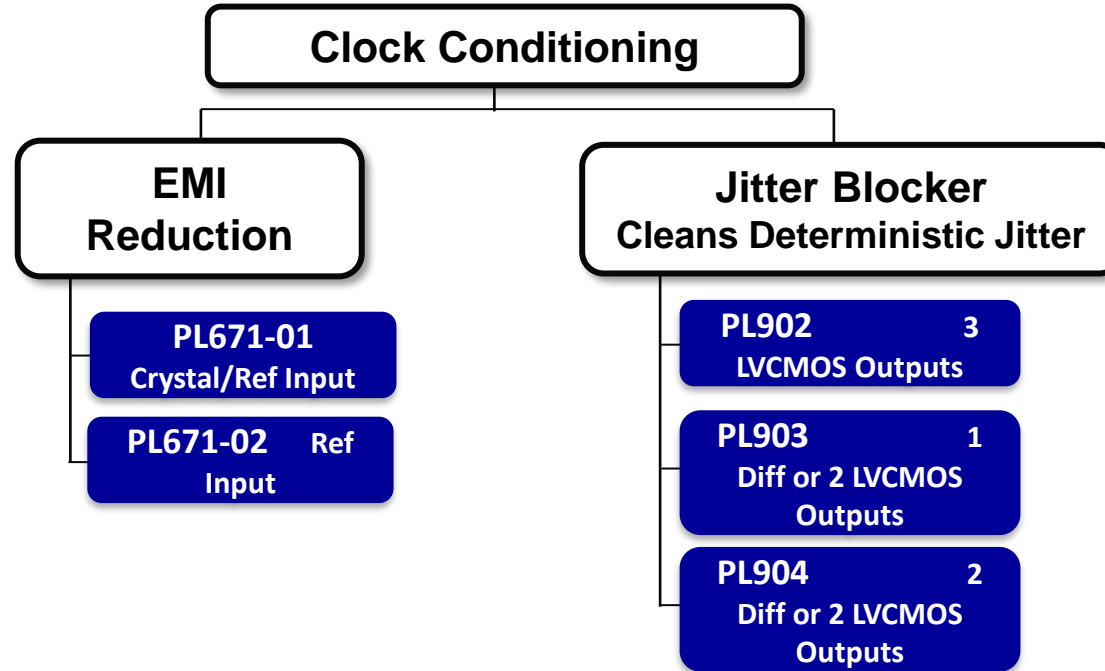 Clock Conditioning
EMI
Reduction
PL671-01
Crystal/Ref Input
PL671-02 Ref
Input
Jitter Blocker
Cleans Deterministic Jitter
PL902 3
LVCMOS Outputs
PL903 1
Diff or 2 LVCMOS
Outputs
PL904 2
Diff or 2 LVCMOS
Outputs